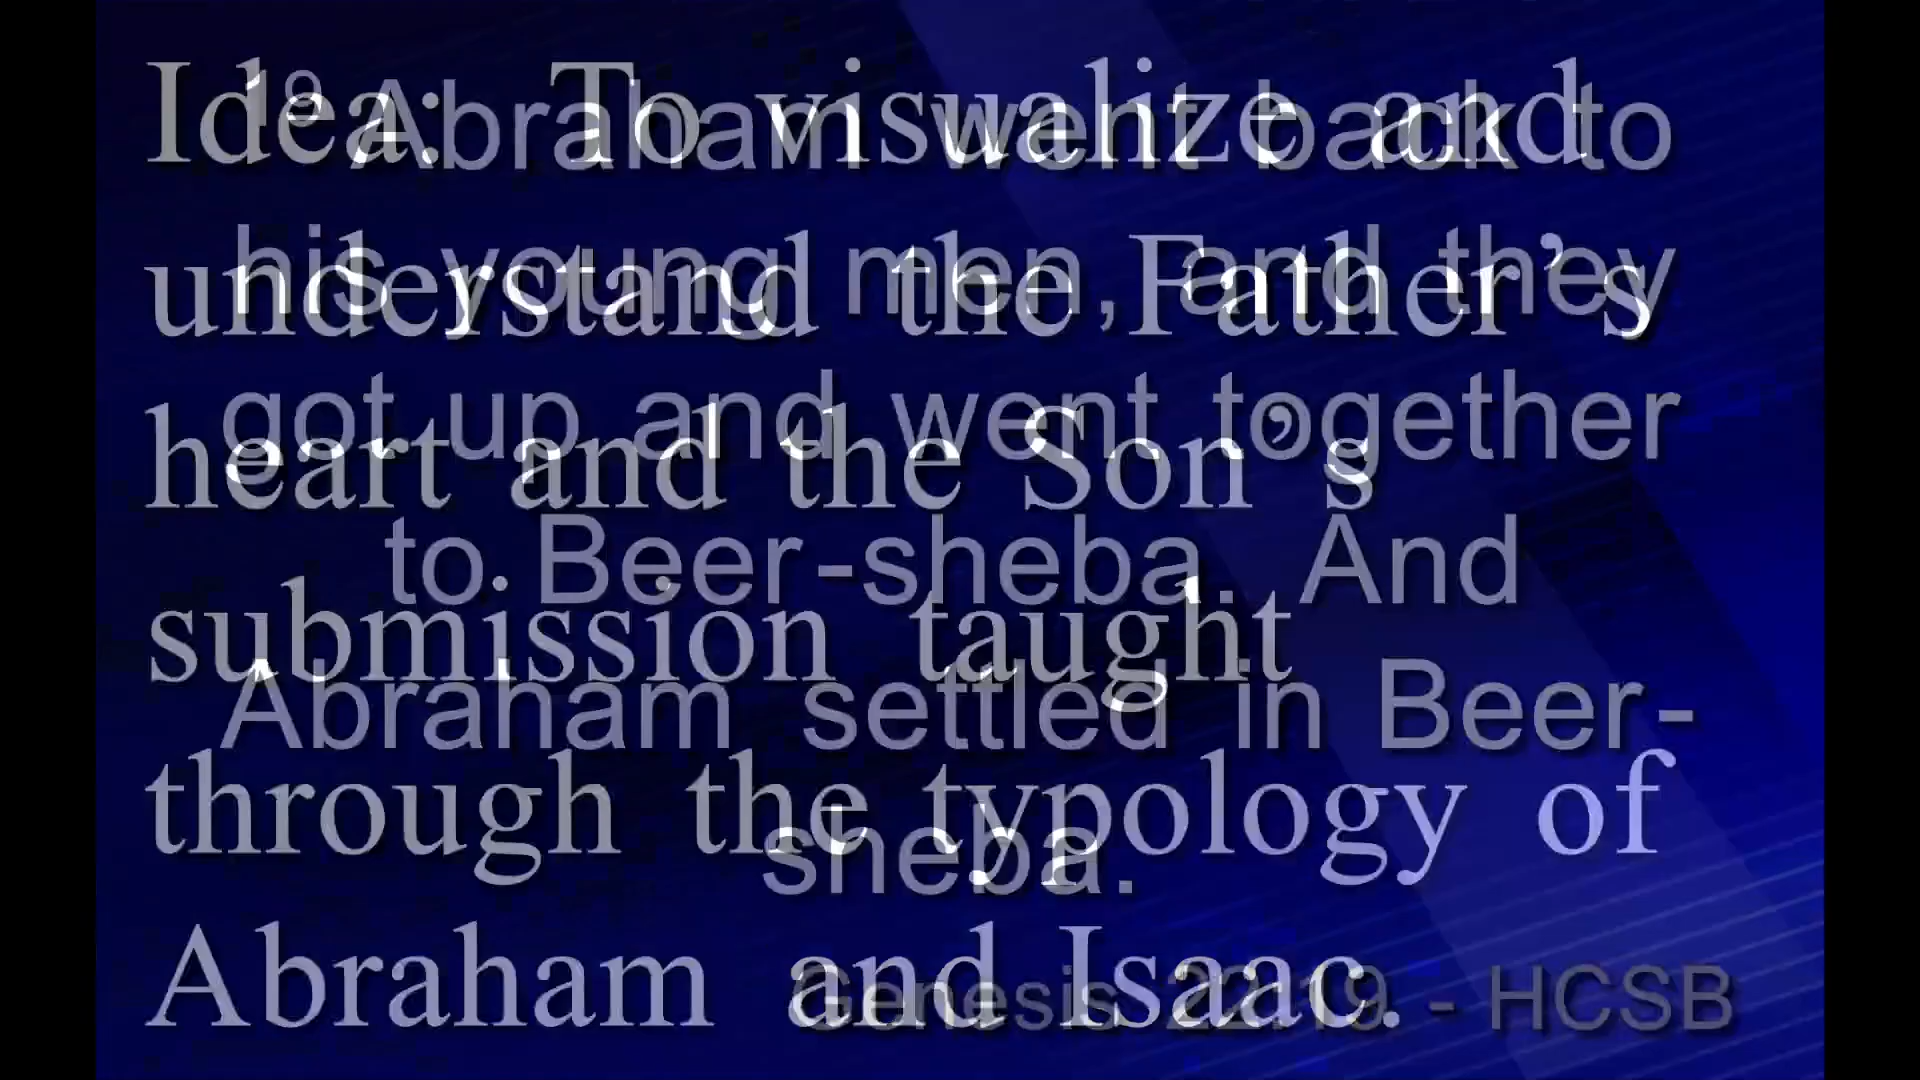 Idea: To visualize and
understand the Father’s
heart and the Son’s
submission taught
through the typology of
Abraham and Isaac.
19 Abraham went back to
his young men, and they
got up and went together
to Beer-sheba. And
Abraham settled in Beer-
sheba.
Genesis 22:19 - HCSB